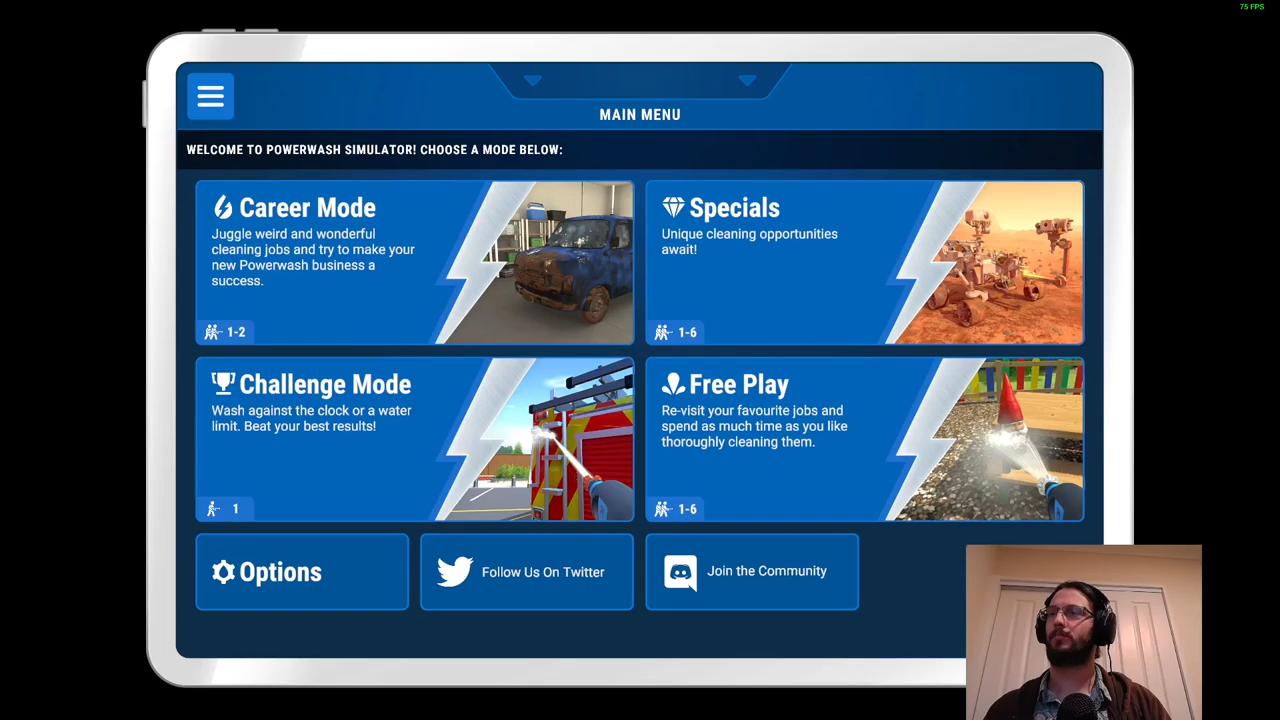 75 FPS
MAIN MENU
WELCOME TO POWERWASH SIMULATOR! CHOOSE A MODE BELOW:
Career Mode
Juggle weird and wonderful
cleaning jobs and try to make your
new Powerwash business a
success.
1-2
Specials
Unique cleaning opportunities
await!
1-6
Challenge Mode
Wash against the clock or a water
limit. Beat your best results!
1
Free Play
Re-visit your favourite jobs and
spend as much time as you like
thoroughly cleaning them.
1-6
Options
Follow Us On Twitter
Join the Community